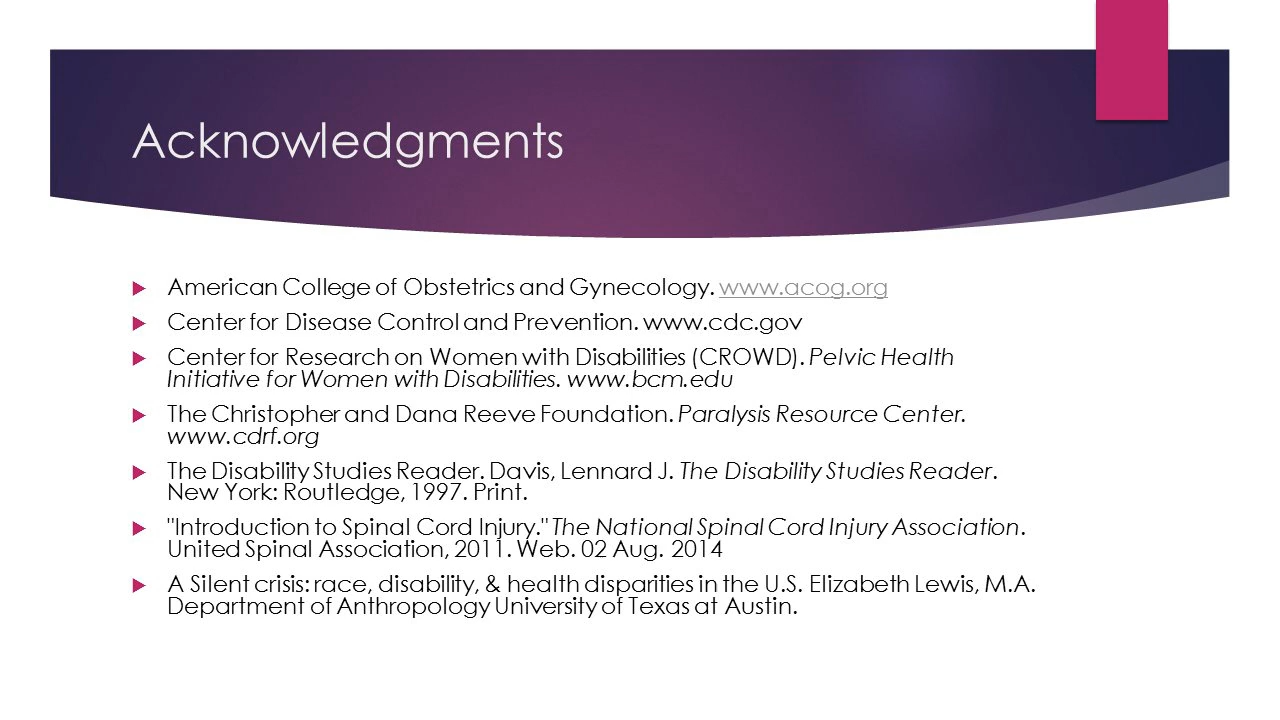 Acknowledgments
American College of Obstetrics and Gynecology. www.acog.org
Center for Disease Control and Prevention. www.cdc.gov
Center for Research on Women with Disabilities (CROWD). Pelvic Health
Initiative for Women with Disabilities. www.bcm.edu
The Christopher and Dana Reeve Foundation. Paralysis Resource Center.
www.cdrf.org
The Disability Studies Reader. Davis, Lennard J. The Disability Studies Reader.
New York: Routledge, 1997. Print.
"Introduction to Spinal Cord Injury." The National Spinal Cord Injury Association.
United Spinal Association, 2011. Web. 02 Aug. 2014
A Silent crisis: race, disability, & health disparities in the U.S. Elizabeth Lewis, M.A.
Department of Anthropology University of Texas at Austin.